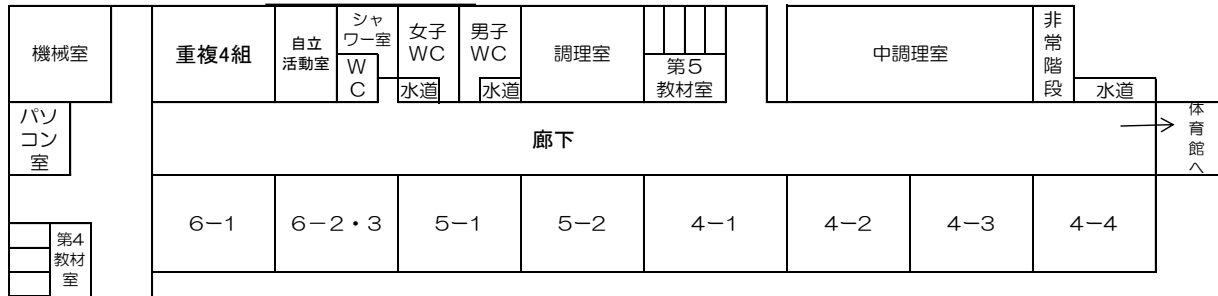 機械室
重複4組
自立
活動室
シャ
ワー室
W
C
女子
WC
水道
男子
WC
水道
調理室
第5
教材室
中調理室
非
常
階
段
水道
パソ
コン
室
廊下
体
育
館
へ
6-1
6-2・3
5-1
5-2
4-1
4-2
4-3
4-4
第4
教材
室